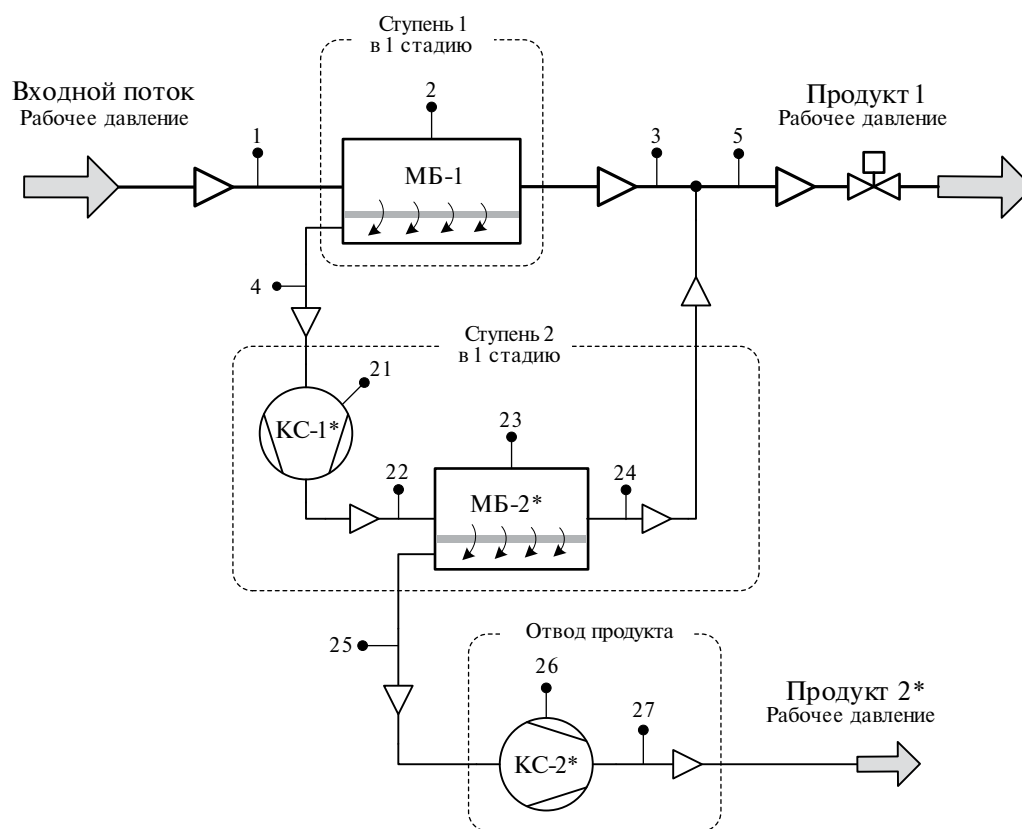 Ступень 1
в 1 стадию
Входной поток
Рабочее давление
2
Продукт 1
Рабочее давление
1
3
5
МБ-1
4
Ступень 2
в 1 стадию
21
КС-1*
23
22
24
МБ-2*
25
Отвод продукта
26
27
Продукт 2*
Рабочее давление
КС-2*